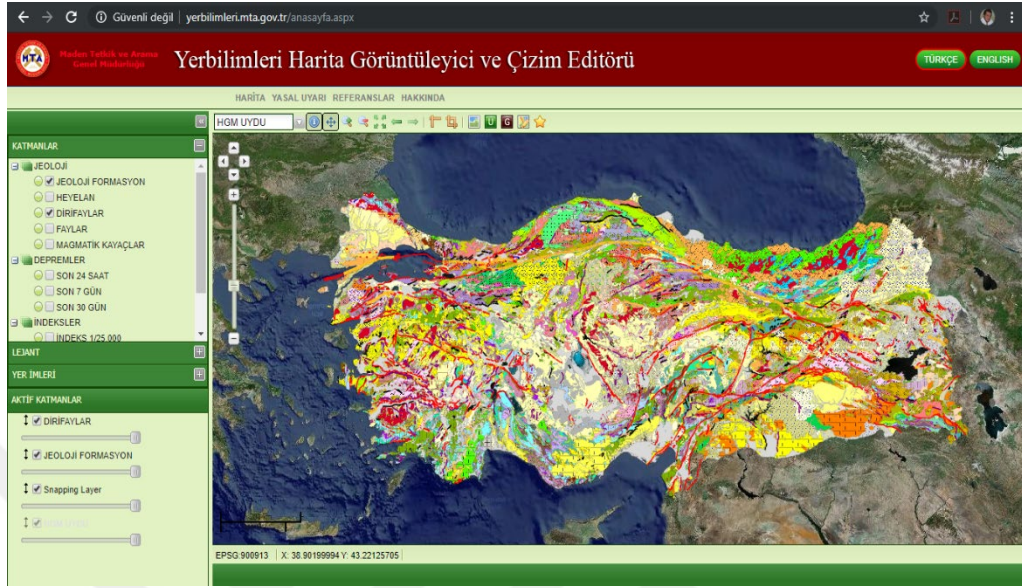 Güvenli değil | yerbilimleri.mta.gov.tr/anasayfa.aspx
MTA
Maden Tetkik ve Arama
Genel Müdürlüğü
Yerbilimleri Harita Görüntüleyici ve Çizim Editörü
TÜRKÇE
ENGLISH
HARİTA YASAL UYARI REFERANSLAR HAKKINDA
HGM UYDU
U
G
KATMANLAR
JEOLOJİ
JEOLOJİ FORMASYON
HEYELAN
DİRİFAYLAR
FAYLAR
MAGMATİK KAYAÇLAR
DEPREMLER
SON 24 SAAT
SON 7 GÜN
SON 30 GÜN
İNDEKSLER
İNDEKS 1/25.000
LEJANT
YER İMLERİ
AKTİF KATMANLAR
DİRİFAYLAR
JEOLOJİ FORMASYON
Snapping Layer
EPSG:900913 X: 38.90199994 Y: 43.22125705